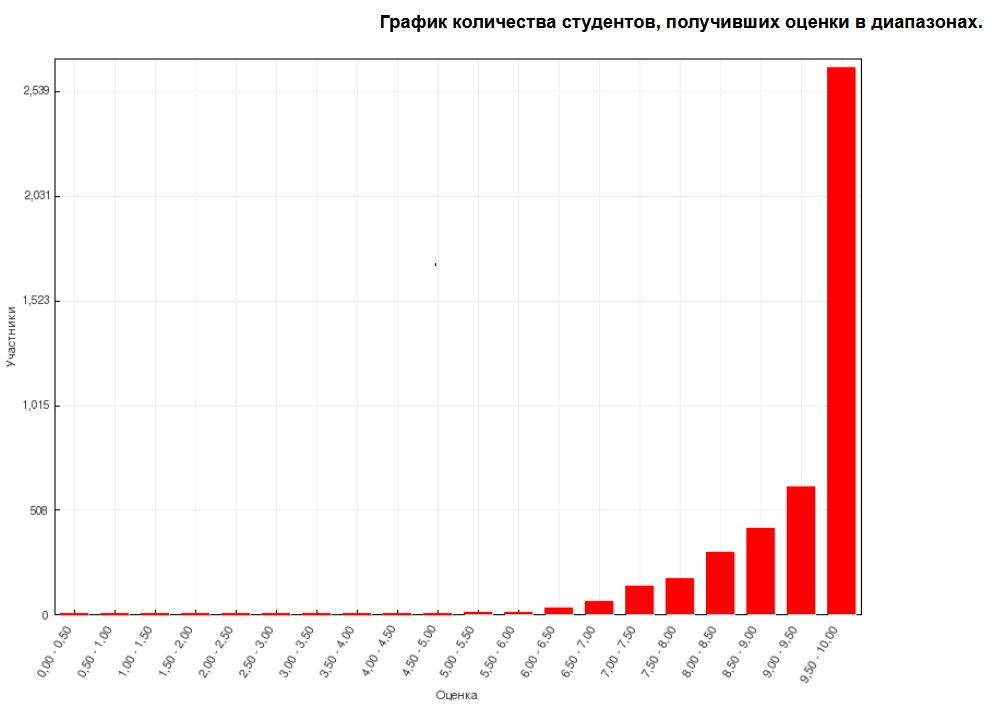 График количества студентов, получивших оценки в диапазонах.
2,539
2,031
1,523
1,015
508
0
Участники
0,00 - 0,50
0,50 - 1,00
1,00 - 1,50
1,50 - 2,00
2,00 - 2,50
2,50 - 3,00
3,00 - 3,50
3,50 - 4,00
4,00 - 4,50
4,50 - 5,00
5,00 - 5,50
5,50 - 6,00
6,00 - 6,50
6,50 - 7,00
7,00 - 7,50
7,50 - 8,00
8,00 - 8,50
8,50 - 9,00
9,00 - 9,50
9,50 - 10,00
Оценка